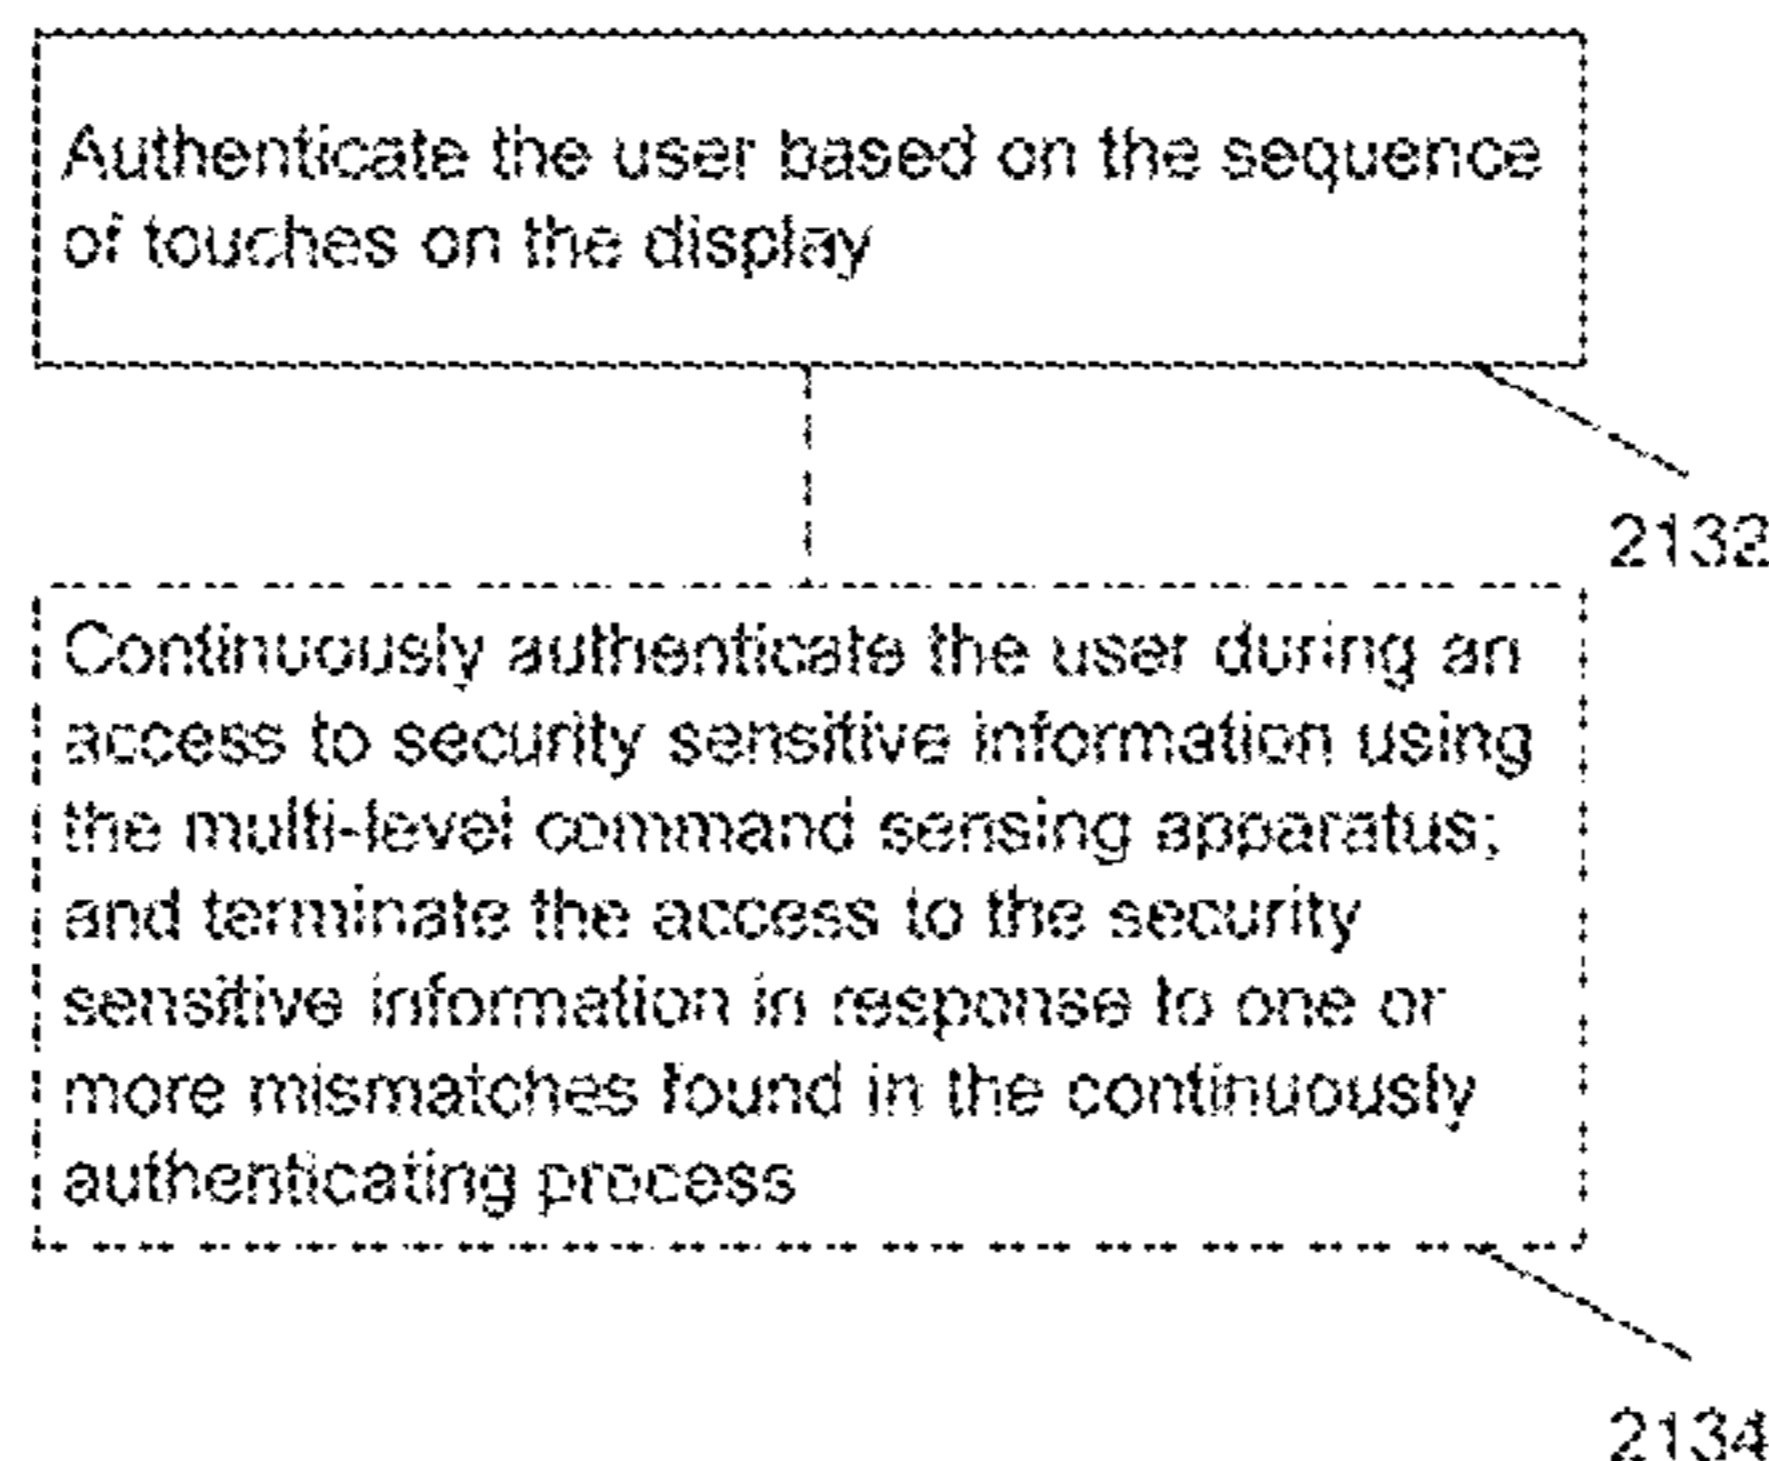 Authenticate the user based on the sequence
of touches on the display
2132
Continuously authenticate the user during an
access to security sensitive information using
the multi-level command sensing apparatus;
and terminate the access to the security
sensitive information in response to one or
more mismatches found in the continuously
authenticating process
2134